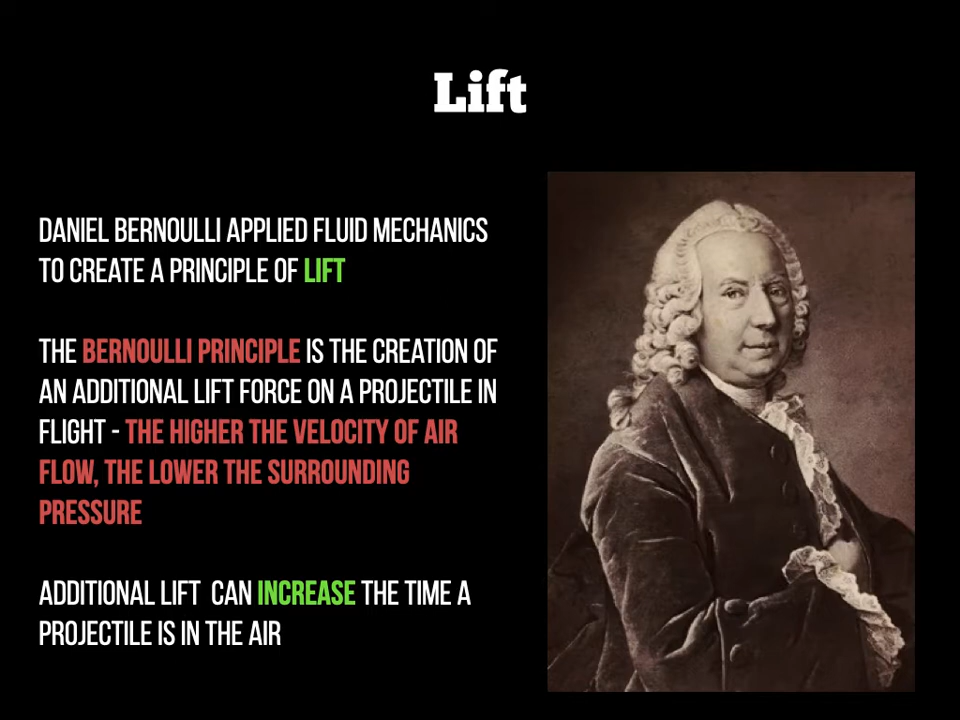 Lift
DANIEL BERNOULLI APPLIED FLUID MECHANICS
TO CREATE A PRINCIPLE OF LIFT
THE BERNOULLI PRINCIPLE IS THE CREATION OF
AN ADDITIONAL LIFT FORCE ON A PROJECTILE IN
FLIGHT - THE HIGHER THE VELOCITY OF AIR
FLOW, THE LOWER THE SURROUNDING
PRESSURE
ADDITIONAL LIFT CAN INCREASE THE TIME A
PROJECTILE IS IN THE AIR